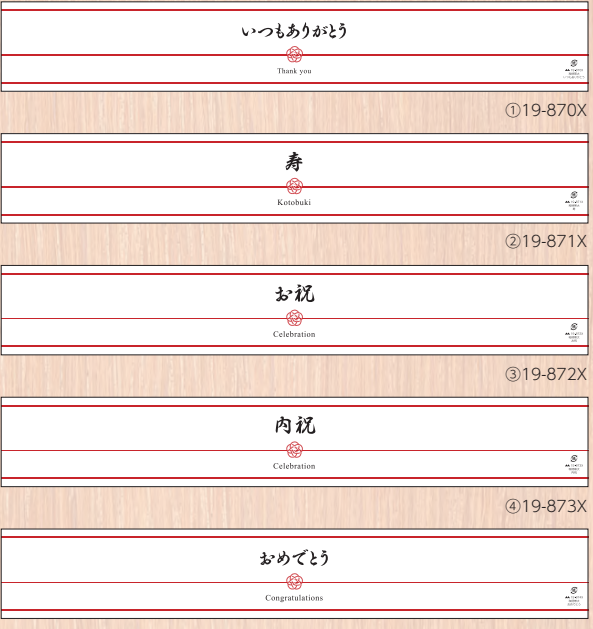 いつもありがとう
Thank you
①19-870X
寿
Kotobuki
②19-871X
お祝
Celebration
③19-872X
内祝
Celebration
④19-873X
おめでとう
Congratulations